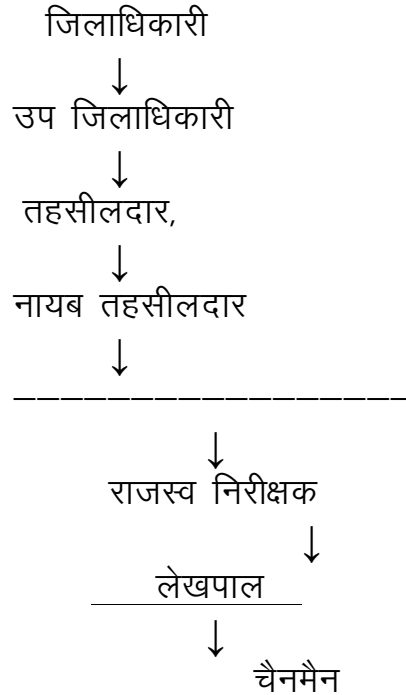 जिलाधिकारी
↓
उप जिलाधिकारी
↓
तहसीलदार,
↓
नायब तहसीलदार
↓
–––––––––––––––––
↓
राजस्व निरीक्षक
↓
लेखपाल
↓
चैनमैन